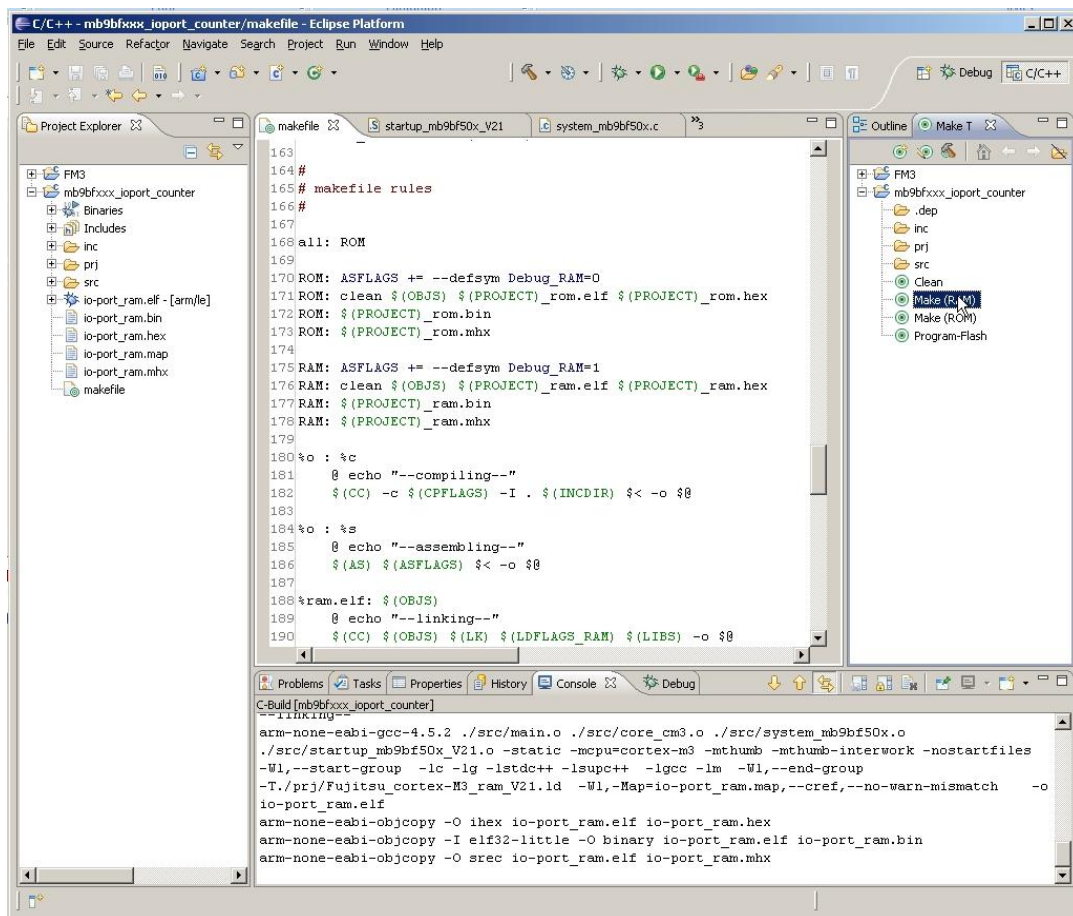 C/C++ - mb9bfxxx_ioport_counter/makefile - Eclipse Platform
File Edit Source Refactor Navigate Search Project Run Window Help
Debug C/C++
Project Explorer
FM3
mb9bfxxx_ioport_counter
Binaries
Includes
inc
prj
src
io-port_ram.elf - [arm/le]
io-port_ram.bin
io-port_ram.hex
io-port_ram.map
io-port_ram.mhx
makefile
makefile startup_mb9bf50x_V21 system_mb9bf50x.c »3
163
164 #
165 # makefile rules
166 #
167
168 all: ROM
169
170 ROM: ASFLAGS += --defsym Debug_RAM=0
171 ROM: clean $(OBJS) $(PROJECT)_rom.elf $(PROJECT)_rom.hex
172 ROM: $(PROJECT)_rom.bin
173 ROM: $(PROJECT)_rom.mhx
174
175 RAM: ASFLAGS += --defsym Debug_RAM=1
176 RAM: clean $(OBJS) $(PROJECT)_ram.elf $(PROJECT)_ram.hex
177 RAM: $(PROJECT)_ram.bin
178 RAM: $(PROJECT)_ram.mhx
179
180 %o : %c
181 @ echo "--compiling--"
182 $(CC) -c $(CPFLAGS) -I . $(INCDIR) $< -o $@
183
184 %o : %s
185 @ echo "--assembling--"
186 $(AS) $(ASFLAGS) $< -o $@
187
188 %ram.elf: $(OBJS)
189 @ echo "--linking--"
190 $(CC) $(OBJS) $(LK) $(LDFLAGS_RAM) $(LIBS) -o $@
Outline Make T
FM3
mb9bfxxx_ioport_counter
.dep
inc
prj
src
Clean
Make (RAM)
Make (ROM)
Program-Flash
Problems Tasks Properties History Console Debug
C-Build [mb9bfxxx_ioport_counter]
--linking--
arm-none-eabi-gcc-4.5.2 ./src/main.o ./src/core_cm3.o ./src/system_mb9bf50x.o
./src/startup_mb9bf50x_V21.o -static -mcpu=cortex-m3 -mthumb -mthumb-interwork -nostartfiles
-Wl,--start-group -lc -lg -lstdc++ -lsupc++ -lgcc -lm -Wl,--end-group
-T./prj/Fujitsu_cortex-M3_ram_V21.ld -Wl,-Map=io-port_ram.map,--cref,--no-warn-mismatch -o
io-port_ram.elf
arm-none-eabi-objcopy -O ihex io-port_ram.elf io-port_ram.hex
arm-none-eabi-objcopy -I elf32-little -O binary io-port_ram.elf io-port_ram.bin
arm-none-eabi-objcopy -O srec io-port_ram.elf io-port_ram.mhx